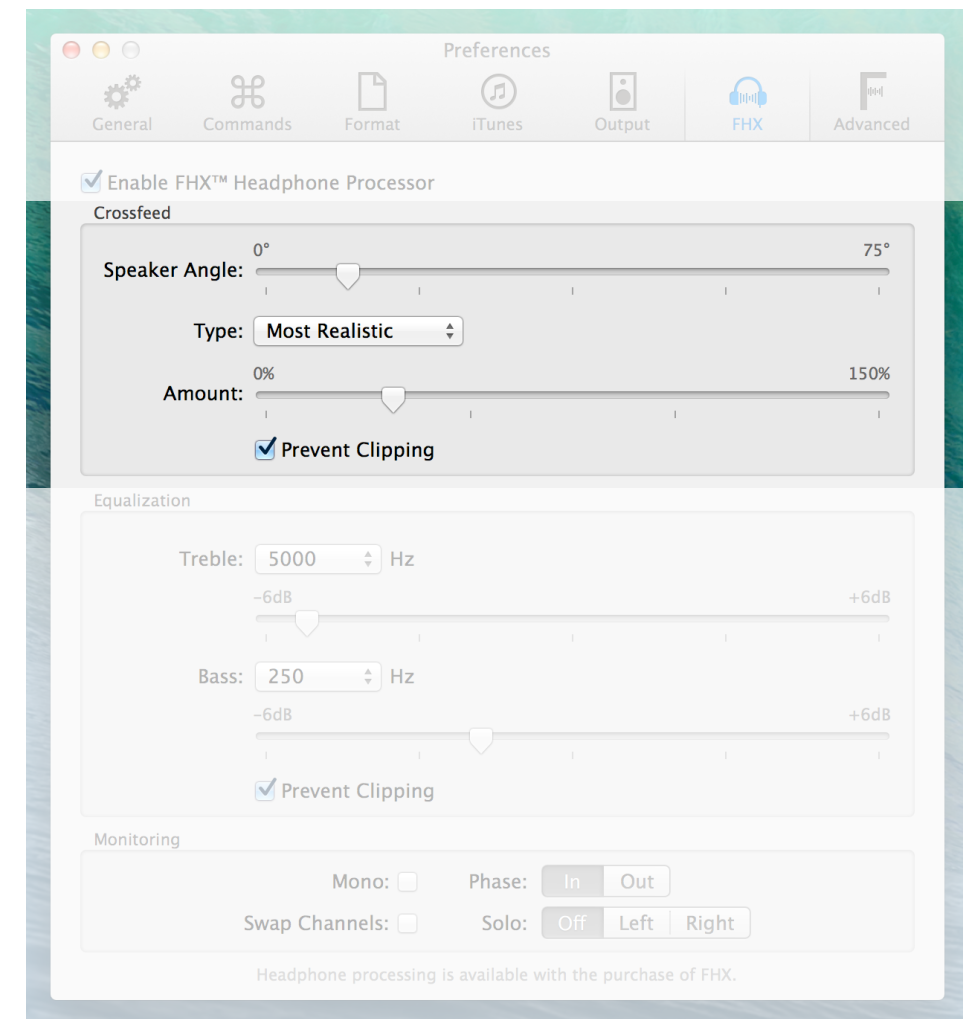 Preferences
General Commands Format iTunes Output FHX Advanced
Enable FHX™ Headphone Processor
Crossfeed
0° 75°
Speaker Angle:
Type: Most Realistic
0% 150%
Amount:
Prevent Clipping
Equalization
Treble: 5000 Hz
-6dB +6dB
Bass: 250 Hz
-6dB +6dB
Prevent Clipping
Monitoring
Mono: Phase: In Out
Swap Channels: Solo: Off Left Right
Headphone processing is available with the purchase of FHX.